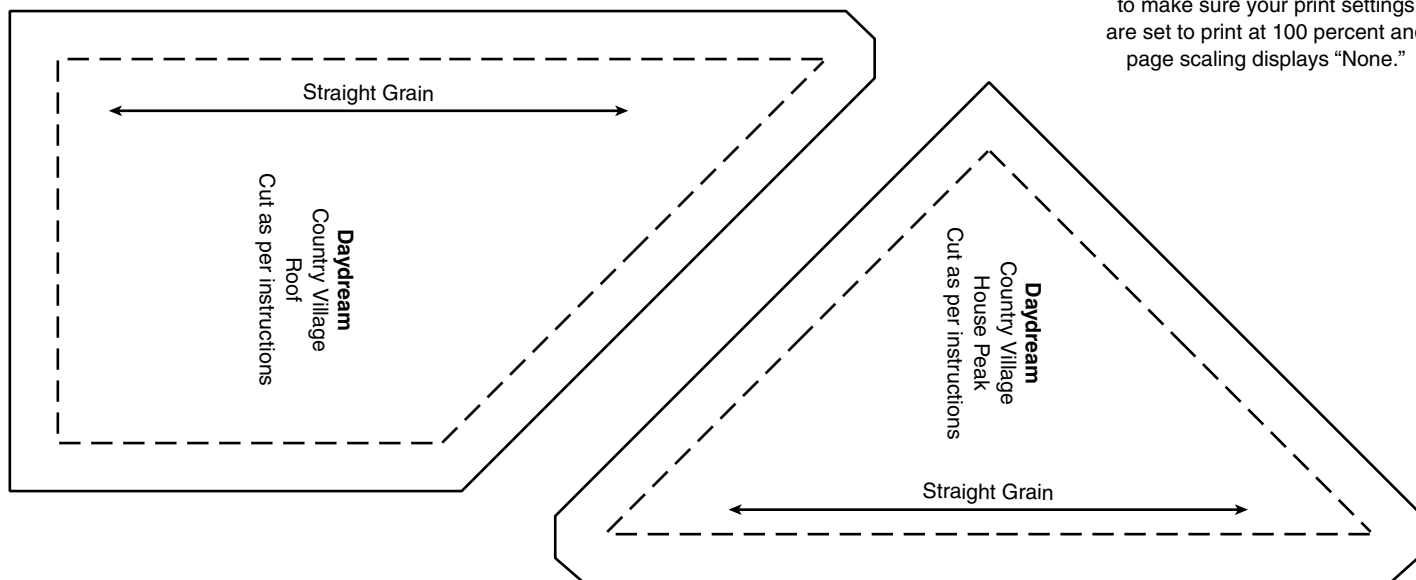 to make sure your print settings
are set to print at 100 percent and
page scaling displays “None.”
Straight Grain
Daydream
Country Village
Roof
Cut as per instructions
Daydream
Country Village
House Peak
Cut as per instructions
Straight Grain